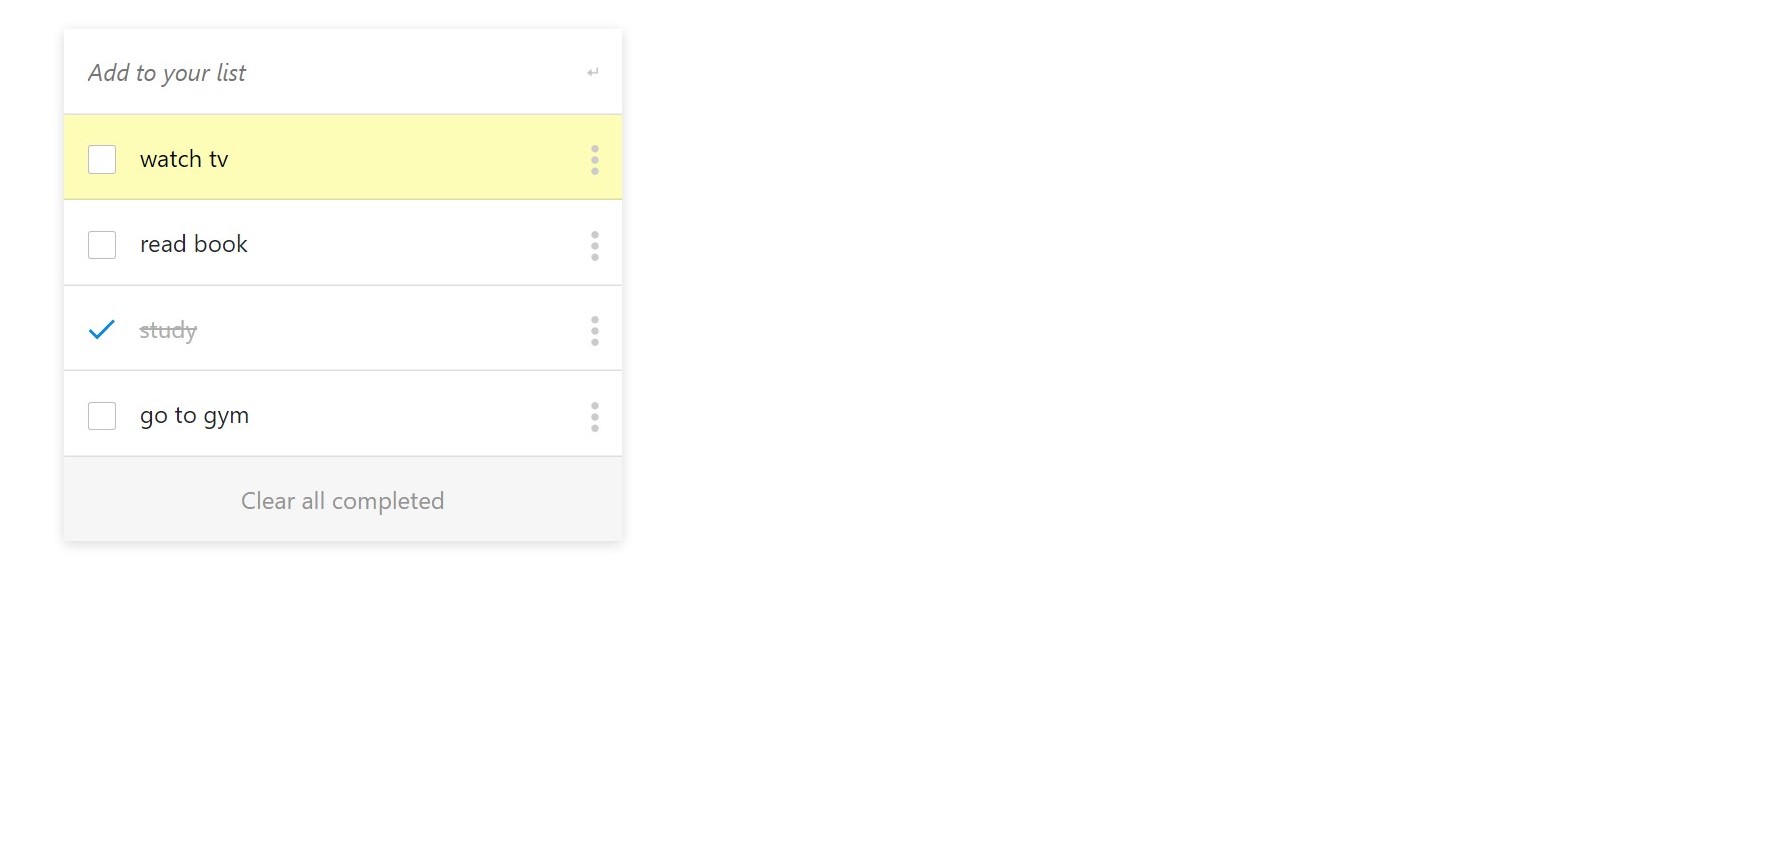 Add to your list
watch tv
read book
study
go to gym
Clear all completed